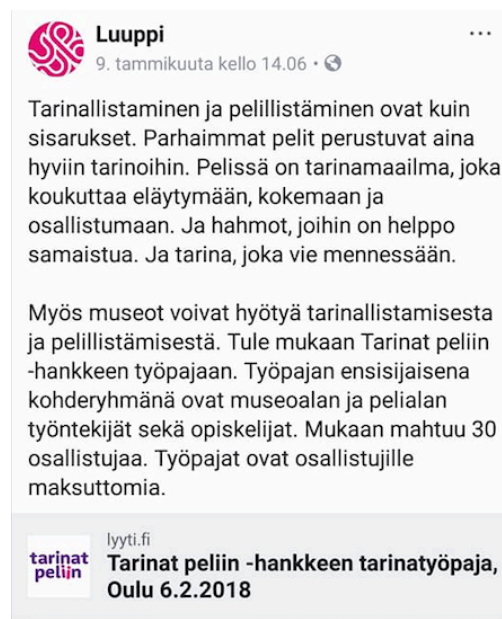 Luuppi
9. tammikuuta kello 14.06 •
Tarinallistaminen ja pelillistäminen ovat kuin
sisarukset. Parhaimmat pelit perustuvat aina
hyviin tarinoihin. Pelissä on tarinamaailma, joka
koukuttaa eläytymään, kokemaan ja
osallistumaan. Ja hahmot, joihin on helppo
samaistua. Ja tarina, joka vie mennessään.
Myös museot voivat hyötyä tarinallistamisesta
ja pelillistämisestä. Tule mukaan Tarinat peliin
-hankkeen työpajaan. Työpajan ensisijaisena
kohderyhmänä ovat museoalan ja pelialan
työntekijät sekä opiskelijat. Mukaan mahtuu 30
osallistujaa. Työpajat ovat osallistujille
maksuttomia.
tarinat
peliin
lyyti.fi
Tarinat peliin -hankkeen tarinatyöpaja,
Oulu 6.2.2018